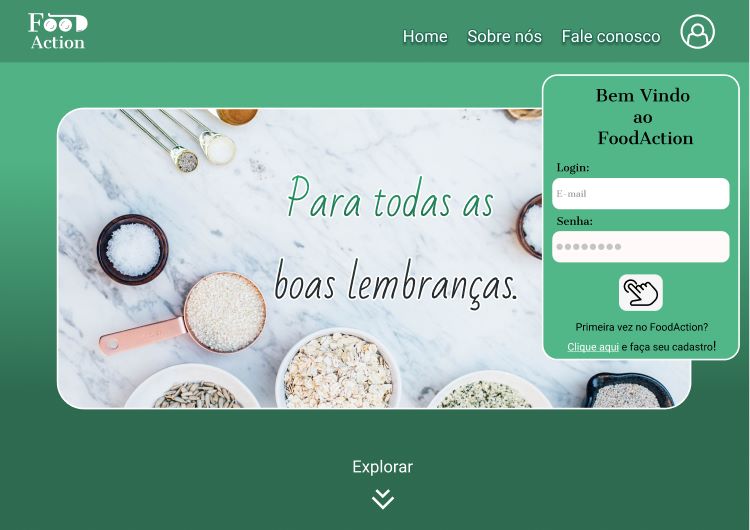 Food
Action
Home Sobre nós Fale conosco
Bem Vindo
ao
FoodAction
Login:
E-mail
Senha:
Primeira vez no FoodAction?
Clique aqui e faça seu cadastro!
Para todas as
boas lembranças.
Explorar